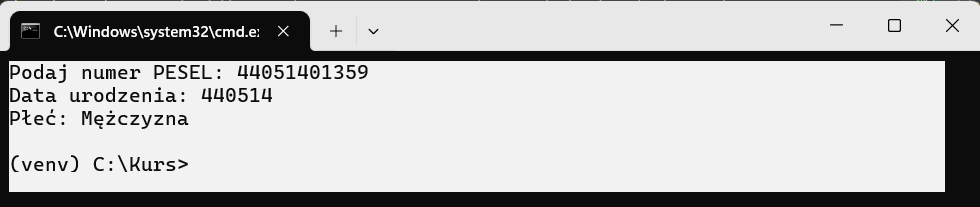 C:\Windows\system32\cmd.e
Podaj numer PESEL: 44051401359
Data urodzenia: 440514
Płeć: Mężczyzna
(venv) C:\Kurs>